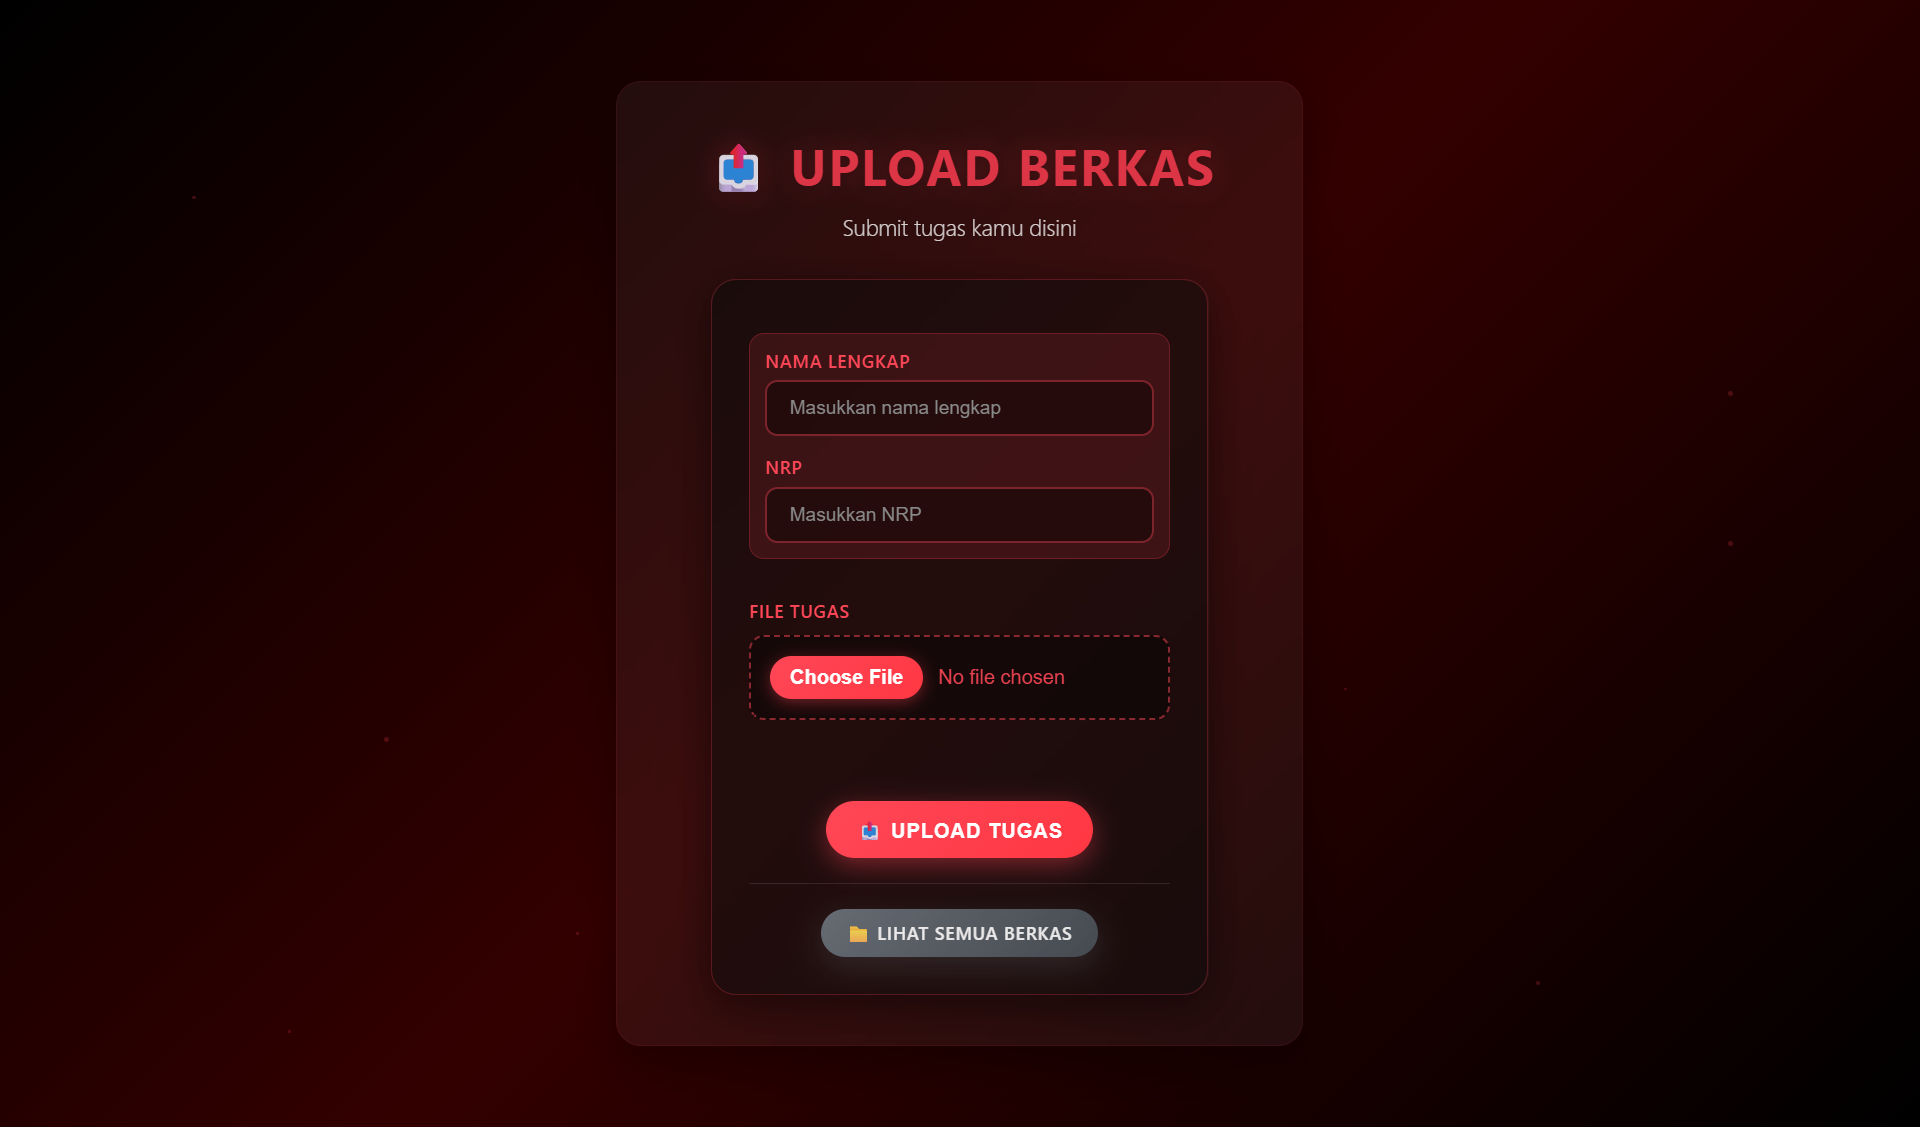 UPLOAD BERKAS
Submit tugas kamu disini
NAMA LENGKAP
Masukkan nama lengkap
NRP
Masukkan NRP
FILE TUGAS
Choose File No file chosen
UPLOAD TUGAS
LIHAT SEMUA BERKAS